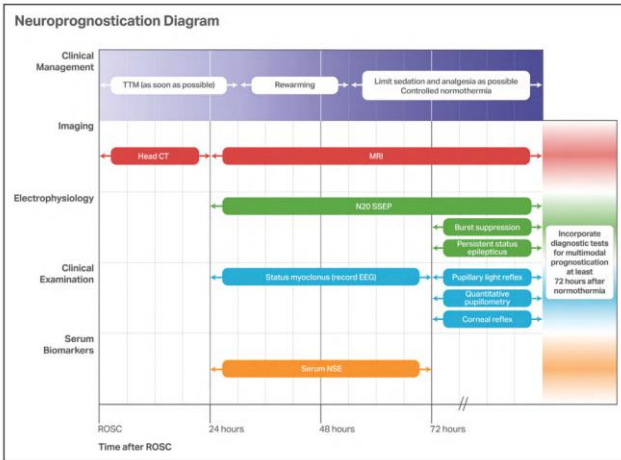 Neuroprognostication Diagram
Clinical
Management
TTM (as soon as possible)
Rewarming
Limit sedation and analgesia as possible
Controlled normothermia
Imaging
Head CT
MRI
Electrophysiology
N20 SSEP
Burst suppression
Persistent status
epilepticus
Clinical
Examination
Status myoclonus (record EEG)
Pupillary light reflex
Quantitative
pupillometry
Corneal reflex
Serum
Biomarkers
Serum NSE
Incorporate
diagnostic tests
for multimodal
prognostication
at least
72 hours after
normothermia
ROSC
24 hours
48 hours
72 hours
//
Time after ROSC